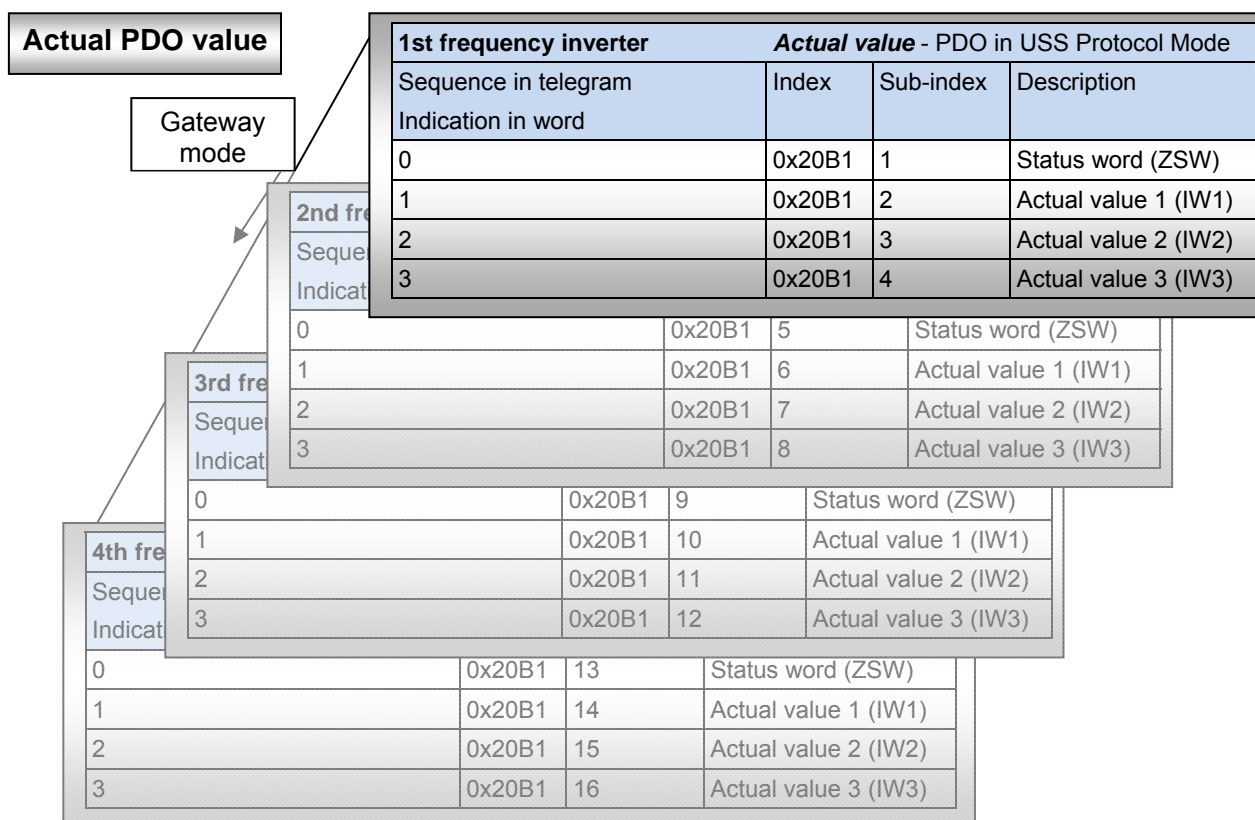 Actual PDO value
Gateway
mode
1st frequency inverter Actual value - PDO in USS Protocol Mode
Sequence in telegram Index Sub-index Description
Indication in word
0 0x20B1 1 Status word (ZSW)
1 0x20B1 2 Actual value 1 (IW1)
2 0x20B1 3 Actual value 2 (IW2)
3 0x20B1 4 Actual value 3 (IW3)
2nd fre
Sequen
Indicat
0 0x20B1 5 Status word (ZSW)
1 0x20B1 6 Actual value 1 (IW1)
2 0x20B1 7 Actual value 2 (IW2)
3 0x20B1 8 Actual value 3 (IW3)
3rd fre
Sequen
Indicati
0 0x20B1 9 Status word (ZSW)
1 0x20B1 10 Actual value 1 (IW1)
2 0x20B1 11 Actual value 2 (IW2)
3 0x20B1 12 Actual value 3 (IW3)
4th fre
Sequen
Indicat
0 0x20B1 13 Status word (ZSW)
1 0x20B1 14 Actual value 1 (IW1)
2 0x20B1 15 Actual value 2 (IW2)
3 0x20B1 16 Actual value 3 (IW3)